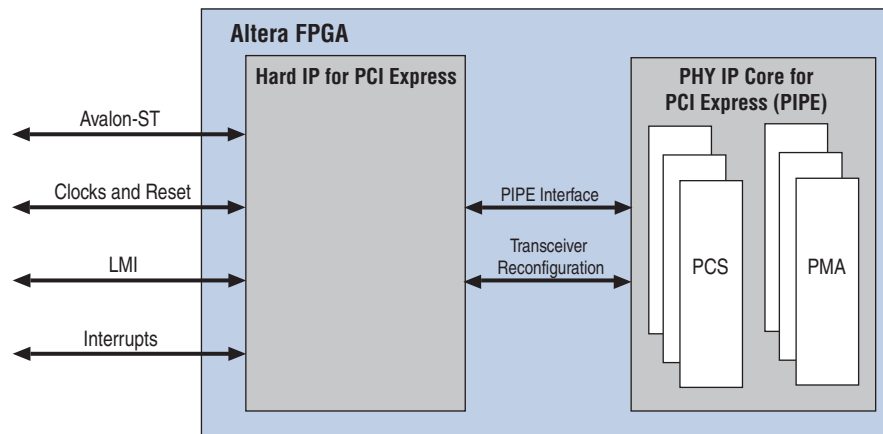 Altera FPGA
Hard IP for PCI Express
PHY IP Core for
PCI Express (PIPE)
Avalon-ST
Clocks and Reset
PIPE Interface
LMI
Transceiver
Reconfiguration
PCS
PMA
Interrupts